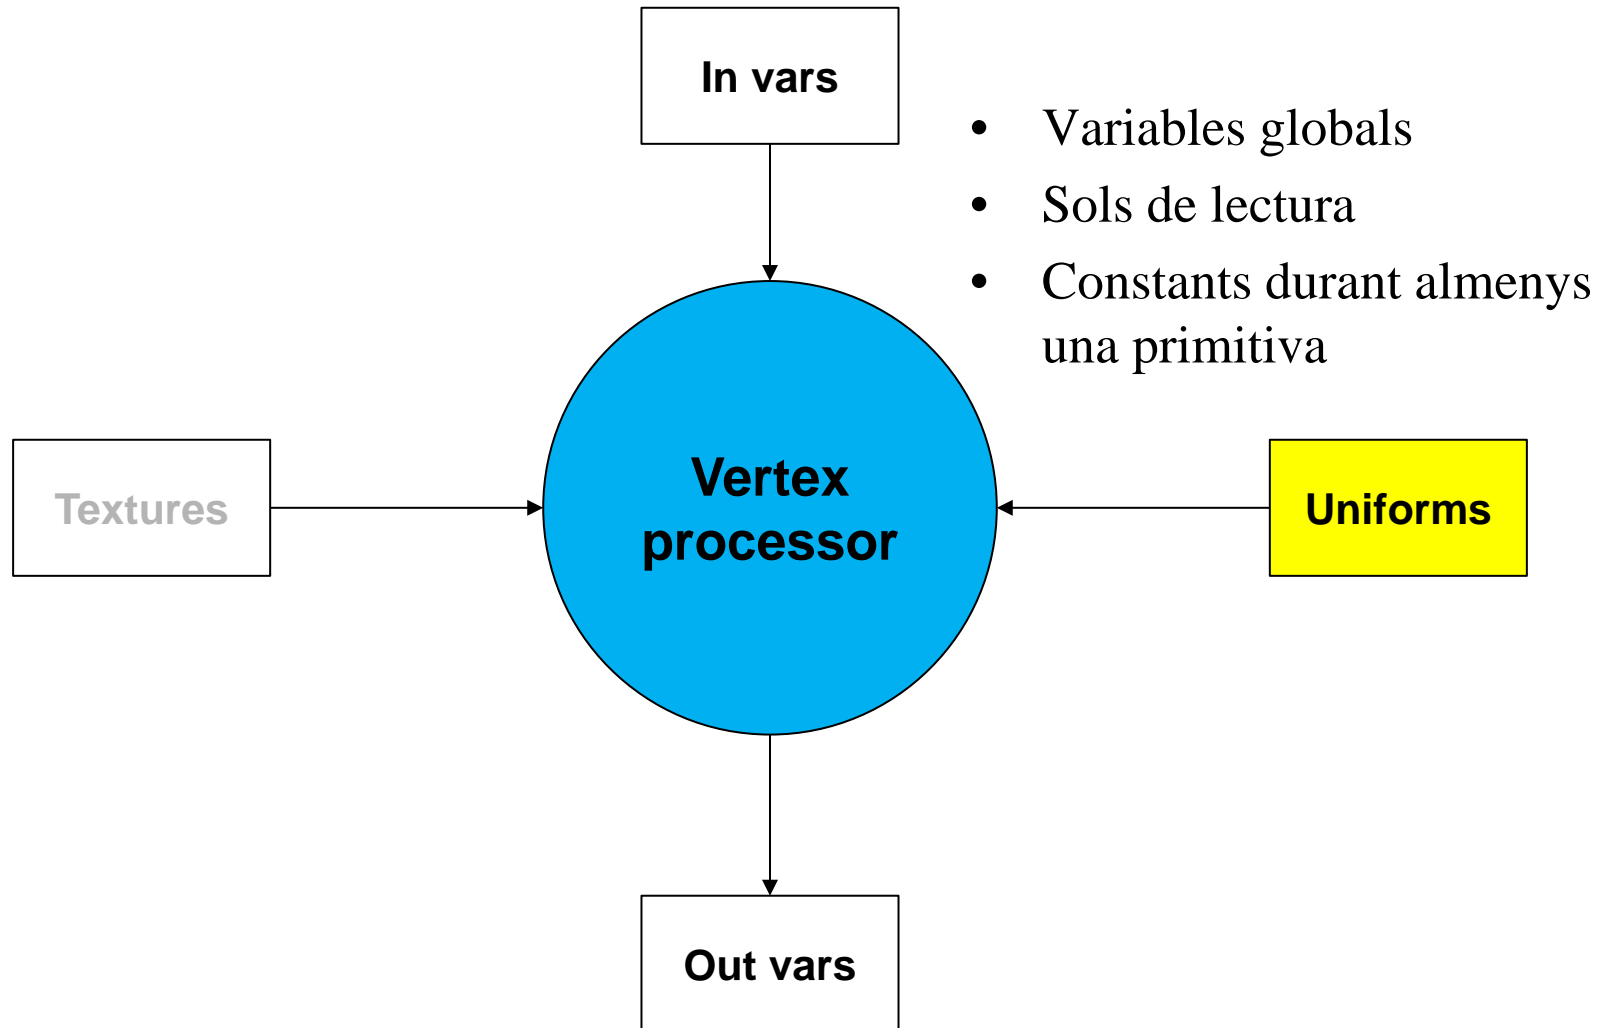 In vars
• Variables globals
• Sols de lectura
• Constants durant almenys
una primitiva
Textures
Vertex
processor
Uniforms
Out vars